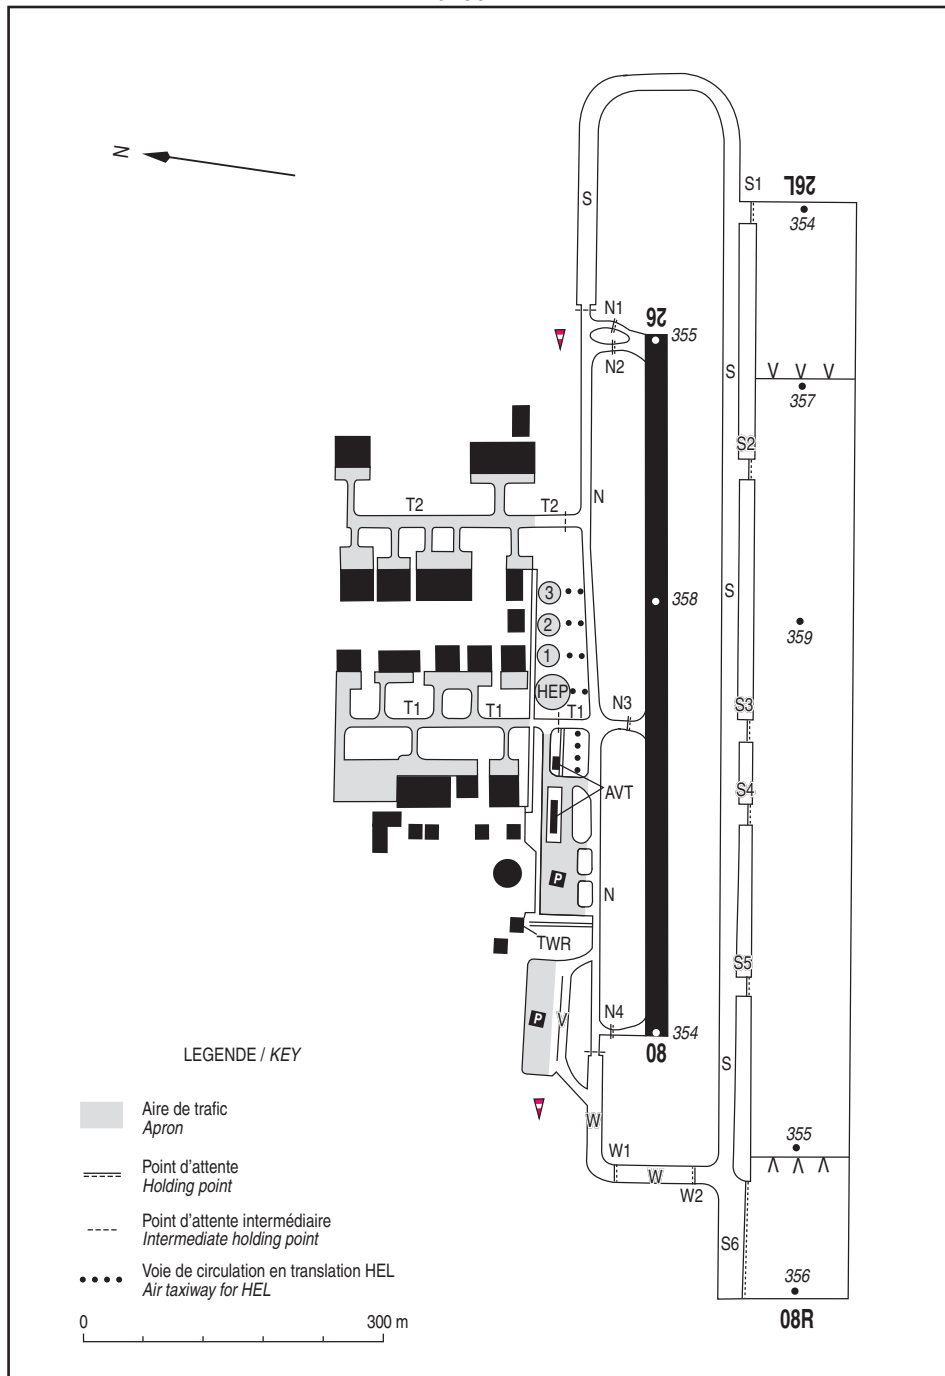 N
S1
26L
354
S
N1
26
355
N2
S
357
S2
T2
T2
N
3
358
S
2
359
1
HEP
T1
T1
T1
N3
S3
S4
AVT
P
N
TWR
S5
P
V
N4
354
08
S
LEGENDE / KEY
Aire de trafic
Apron
Point d'attente
Holding point
Point d'attente intermédiaire
Intermediate holding point
Voie de circulation en translation HEL
Air taxiway for HEL
0
300 m
W
W1
W
W2
355
S6
356
08R